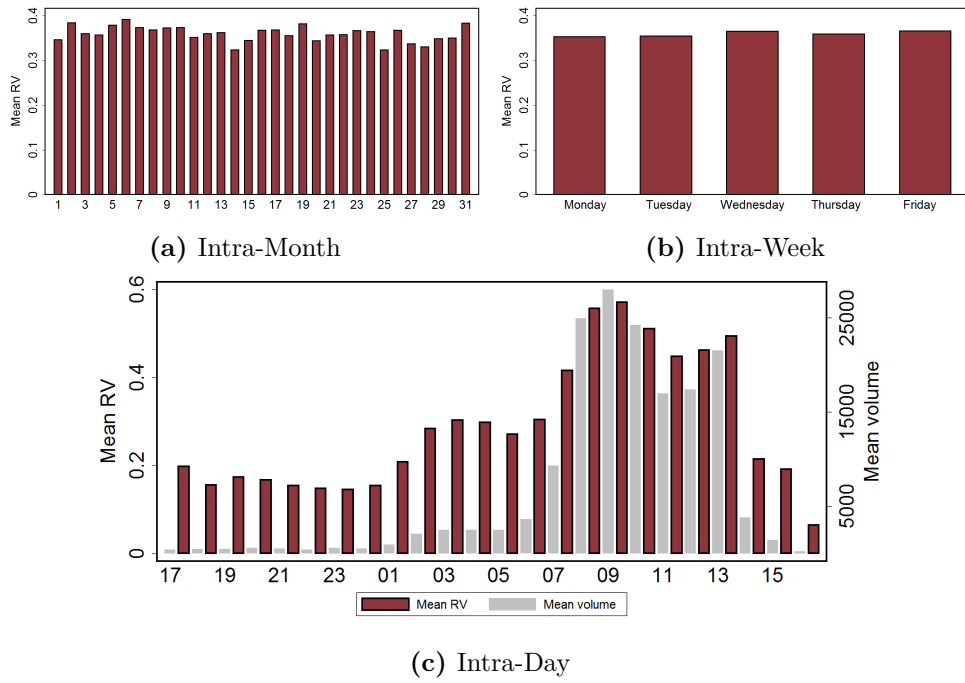 Mean RV
0.4
0.3
0.2
0.1
0
1 3 5 7 9 11 13 15 17 19 21 23 25 27 29 31
(a) Intra-Month
Mean RV
0.4
0.3
0.2
0.1
0
Monday Tuesday Wednesday Thursday Friday
(b) Intra-Week
Mean RV
0.6
0.4
0.2
0
25000
15000
5000
Mean volume
17 19 21 23 01 03 05 07 09 11 13 15
Mean RV Mean volume
(c) Intra-Day